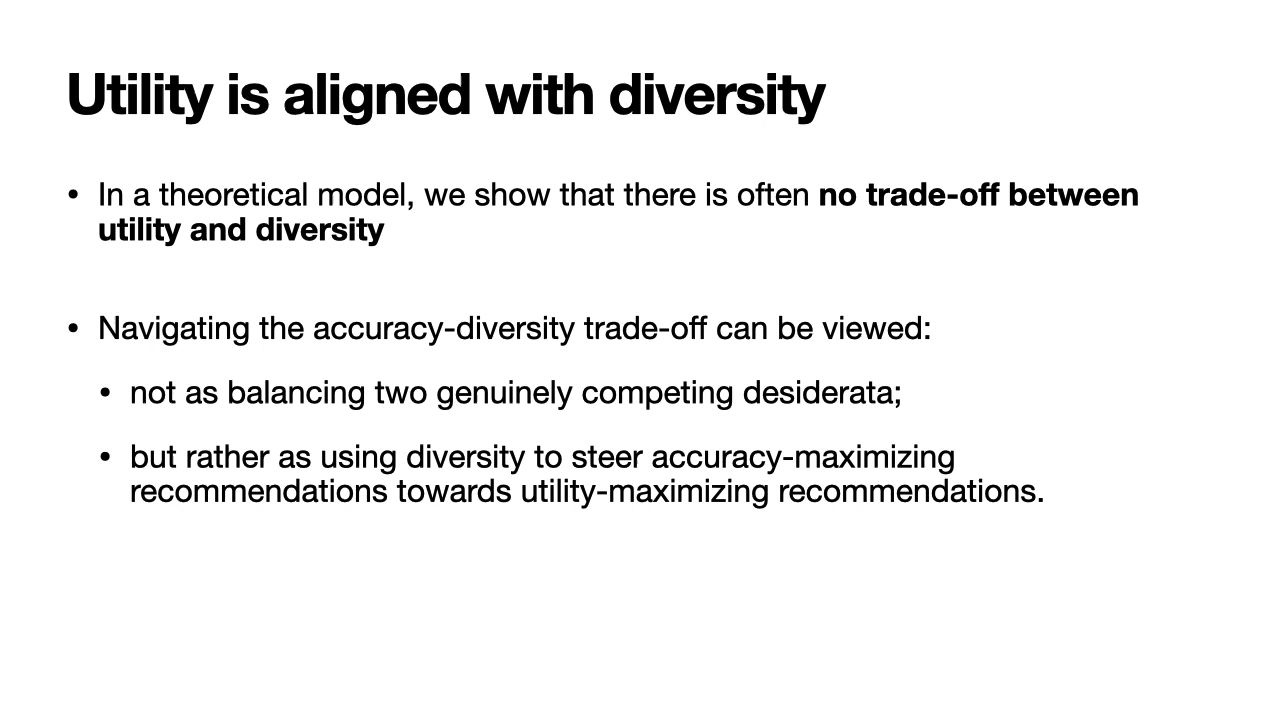 Utility is aligned with diversity
• In a theoretical model, we show that there is often no trade-off between
utility and diversity
• Navigating the accuracy-diversity trade-off can be viewed:
• not as balancing two genuinely competing desiderata;
• but rather as using diversity to steer accuracy-maximizing
recommendations towards utility-maximizing recommendations.